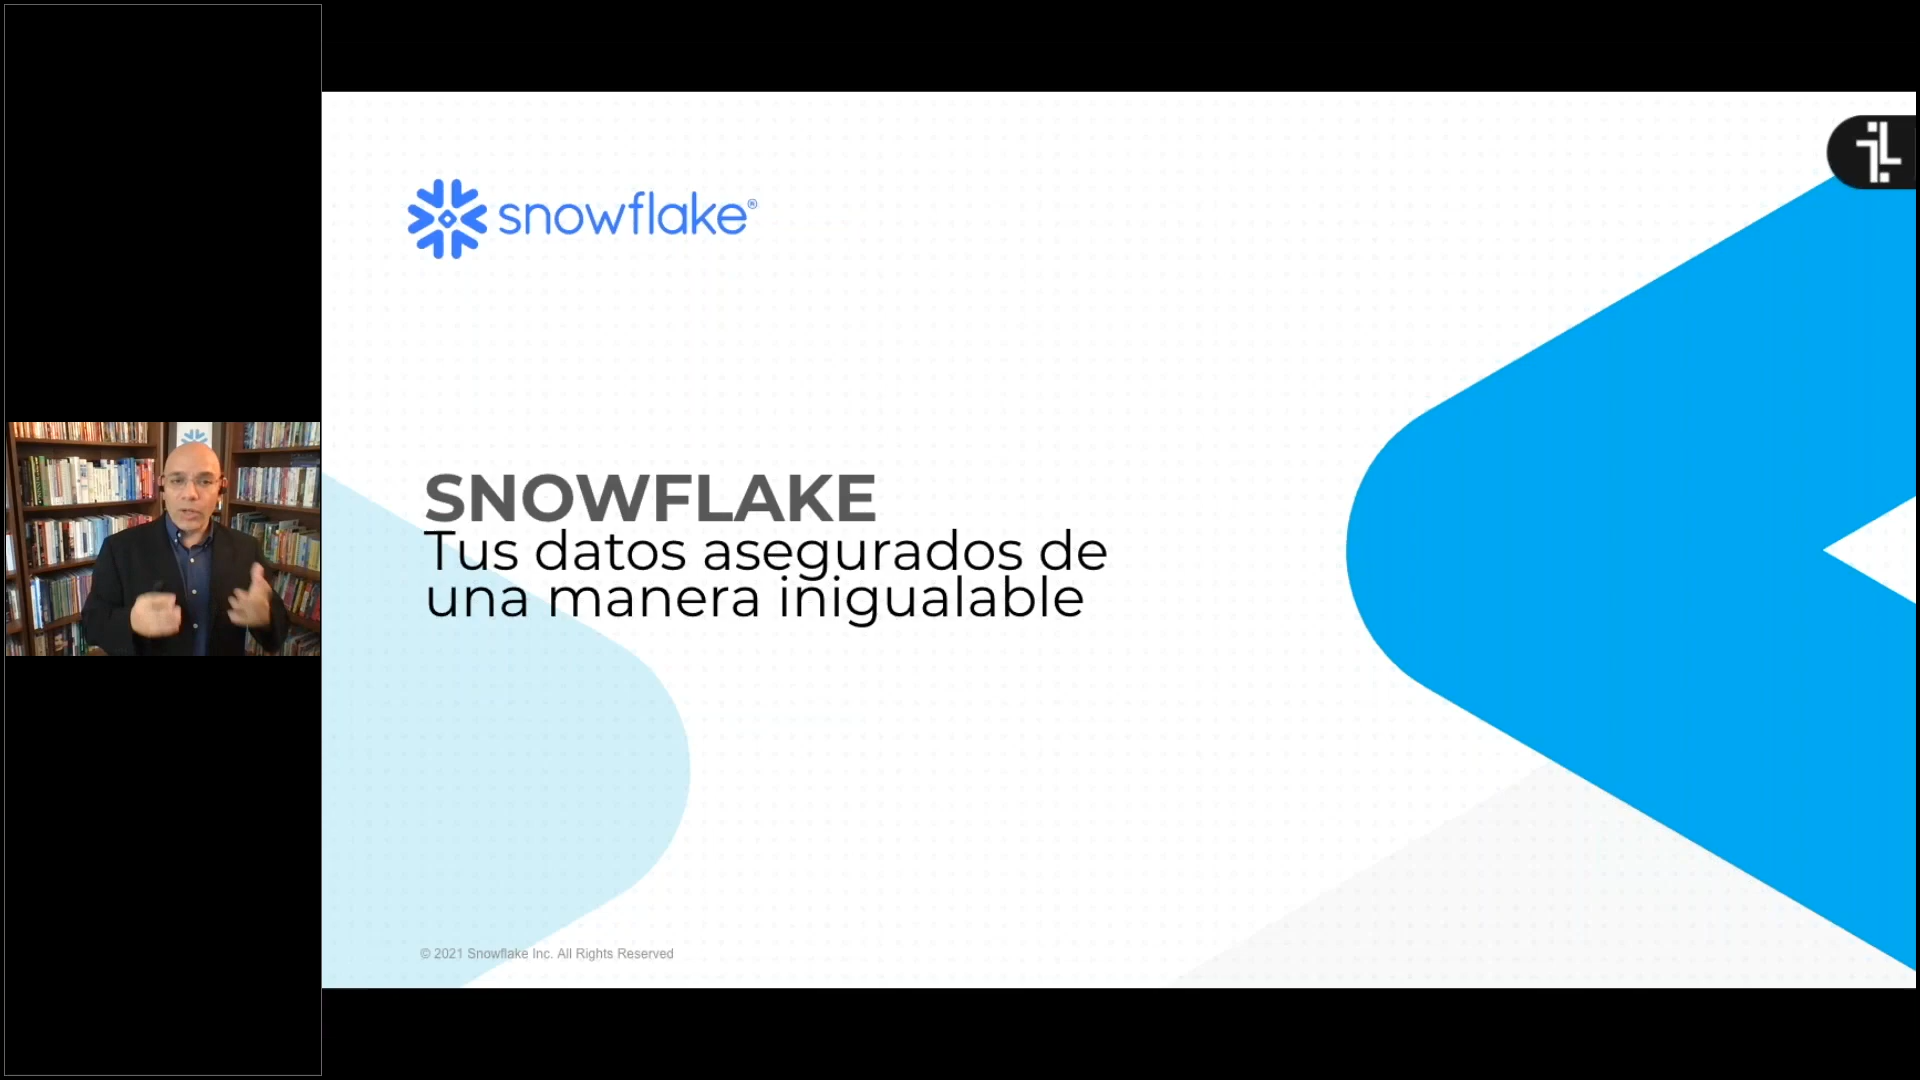 snowflake®
SNOWFLAKE
Tus datos asegurados de
una manera inigualable
© 2021 Snowflake Inc. All Rights Reserved